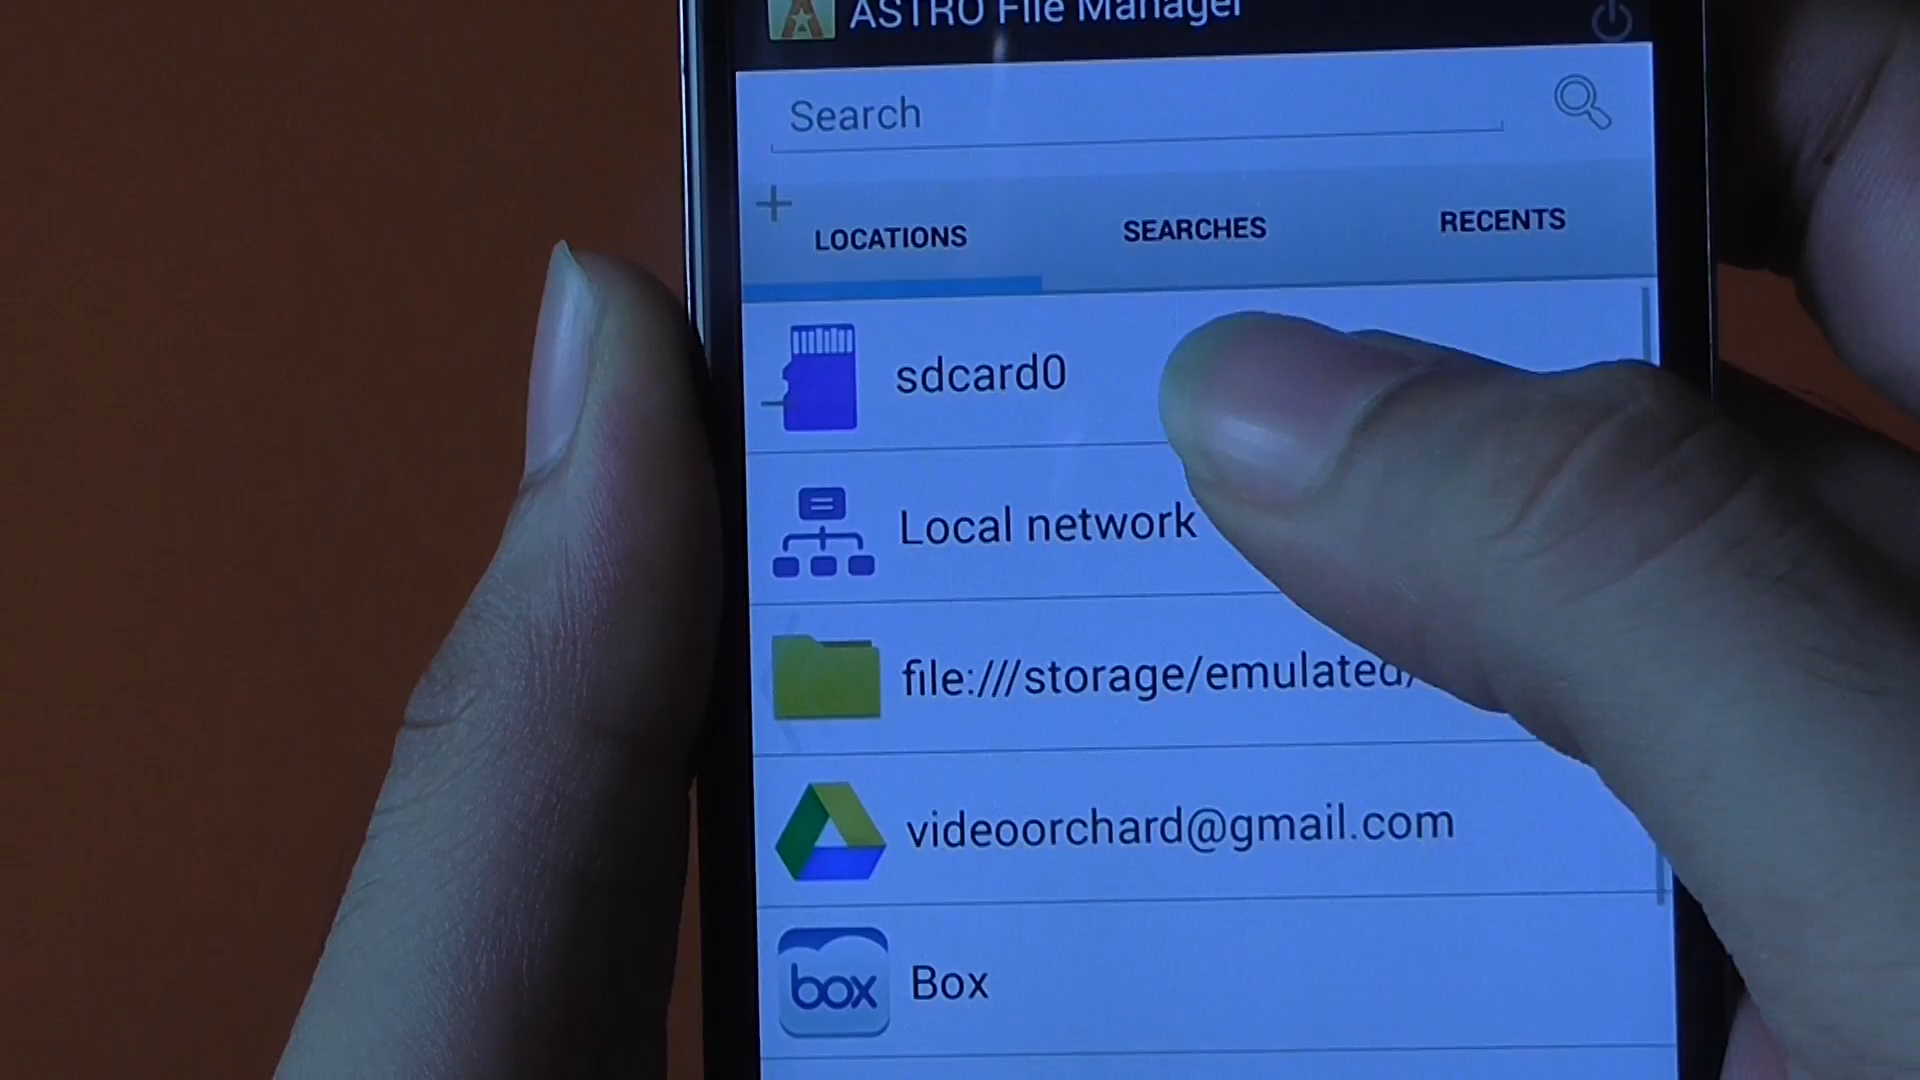 ASTRO File Manager
Search
LOCATIONS SEARCHES RECENTS
sdcard0
Local network
file:///storage/emulated/
videoorchard@gmail.com
box Box